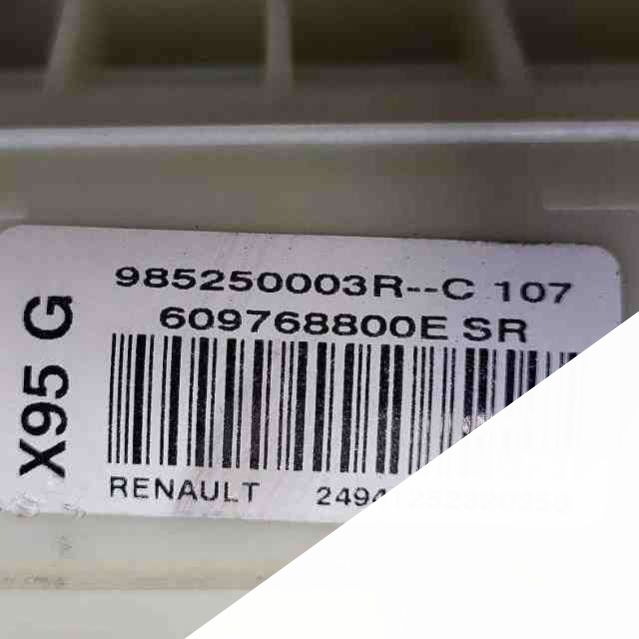 985250003R--C 107
609768800E SR
X95 G
RENAULT